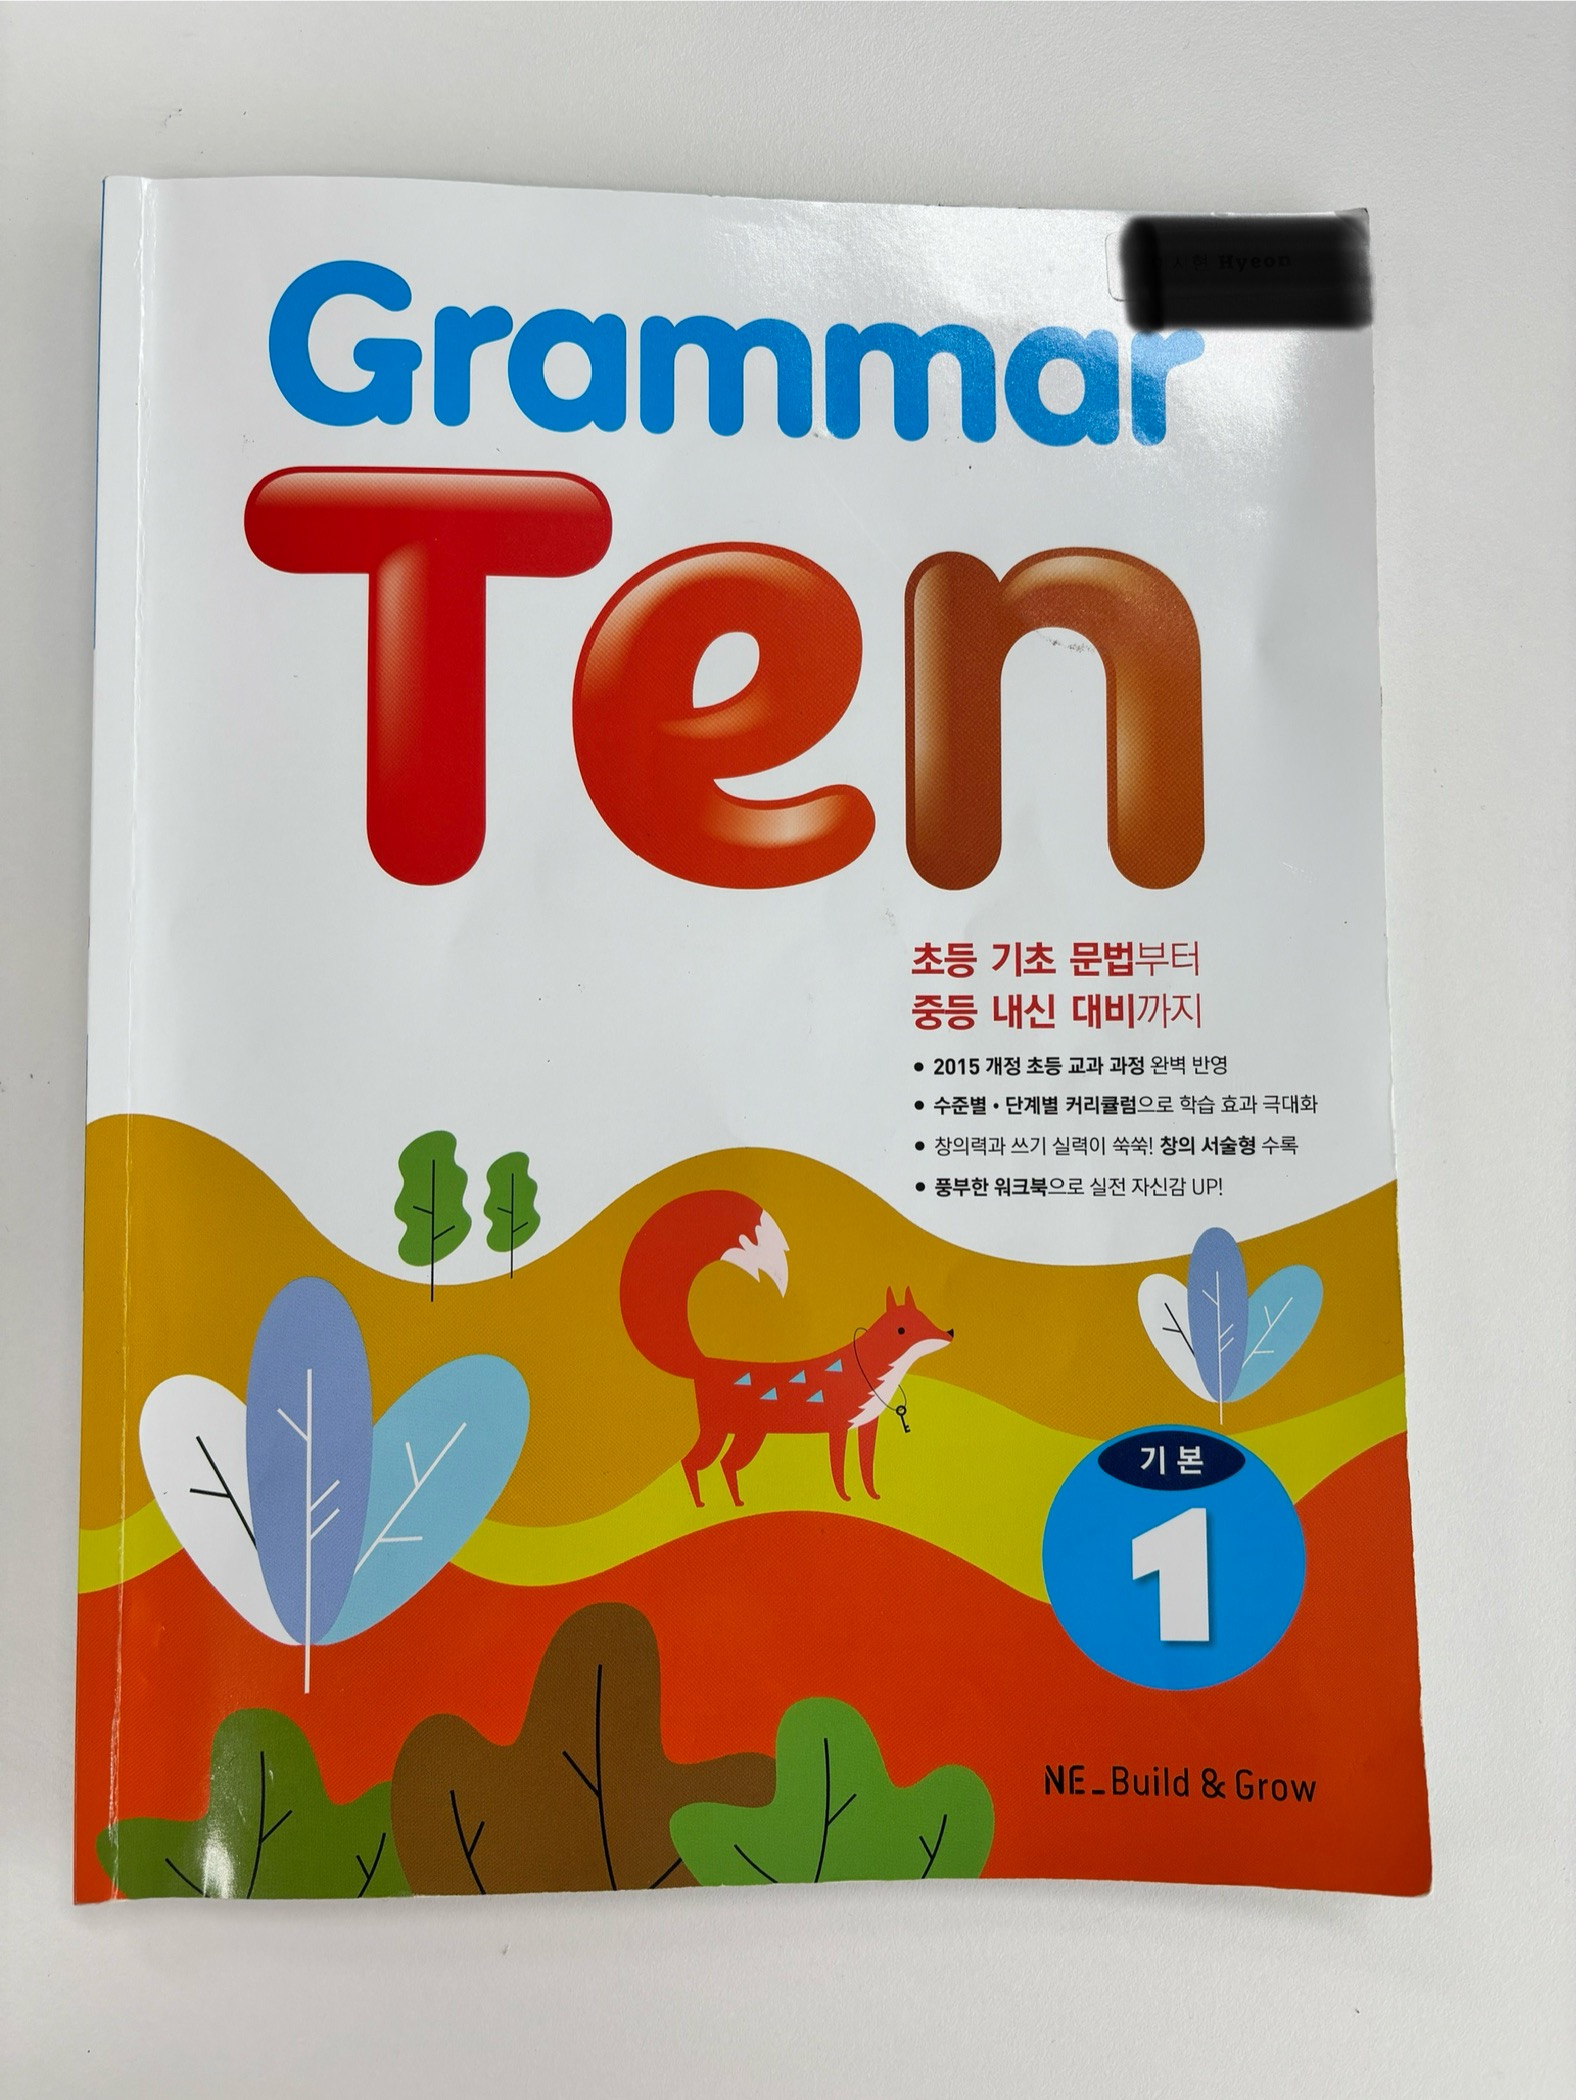 Grammar
Ten
초등 기초 문법부터
중등 내신 대비까지
• 2015 개정 초등 교과 과정 완벽 반영
• 수준별 • 단계별 커리큘럼으로 학습 효과 극대화
• 창의력과 쓰기 실력이 쑥쑥! 창의 서술형 수록
• 풍부한 워크북으로 실전 자신감 UP!
기본
1
NE_Build & Grow